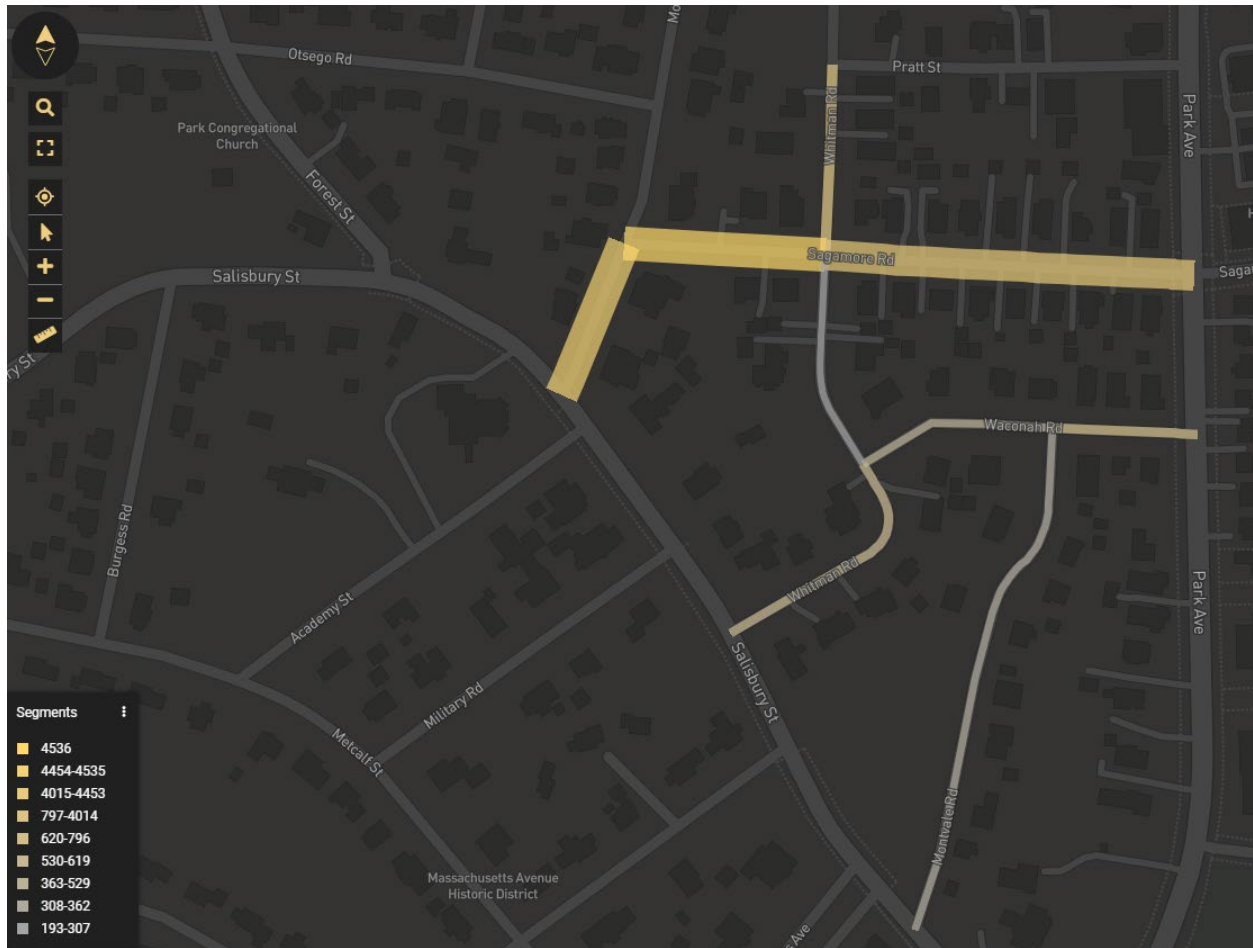 Otsego Rd
Mo
Pratt St
Park Ave
Park Congregational
Church
Whitman Rd
Forest St
Salisbury St
Sagamore Rd
Sagar
ry St
Waconah Rd
Burgess Rd
Whitman Rd
Park Ave
Academy St
Salisbury St
Military Rd
Metcalf St
Montvale Rd
Massachusetts Avenue
Historic District
s Ave
Segments
4536
4454-4535
4015-4453
797-4014
620-796
530-619
363-529
308-362
193-307